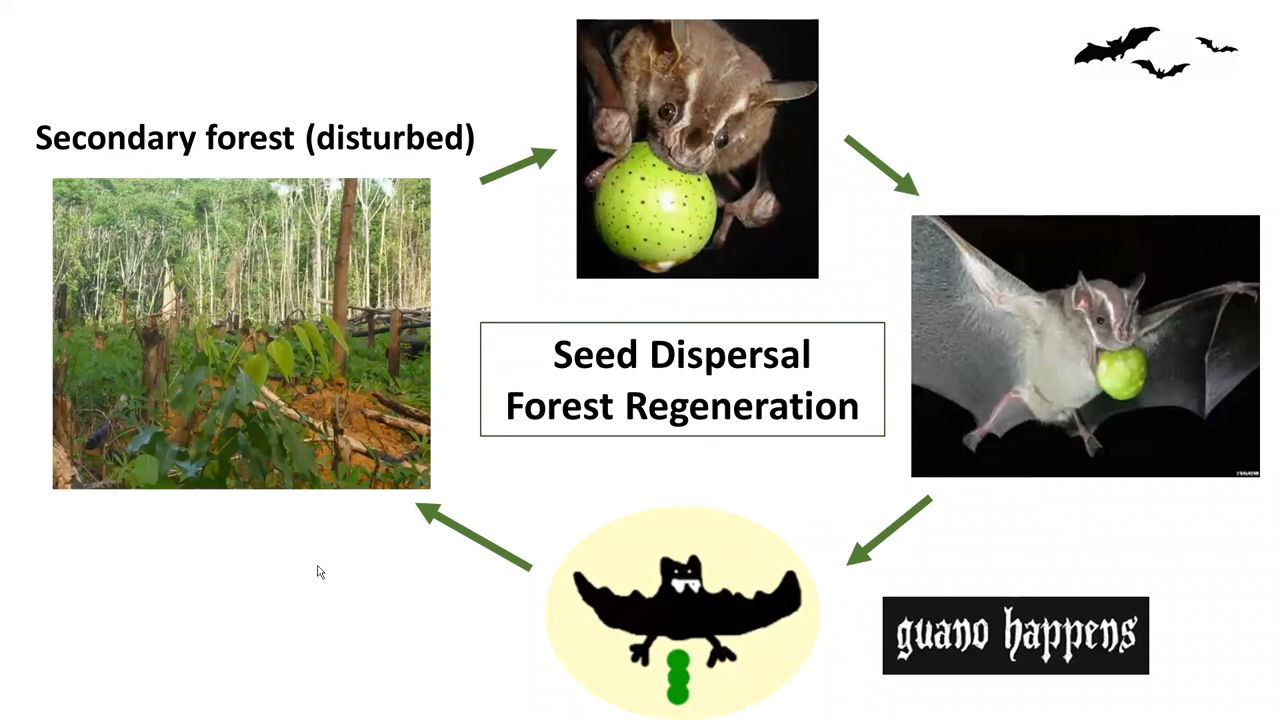 Secondary forest (disturbed)
Seed Dispersal
Forest Regeneration
guano happens